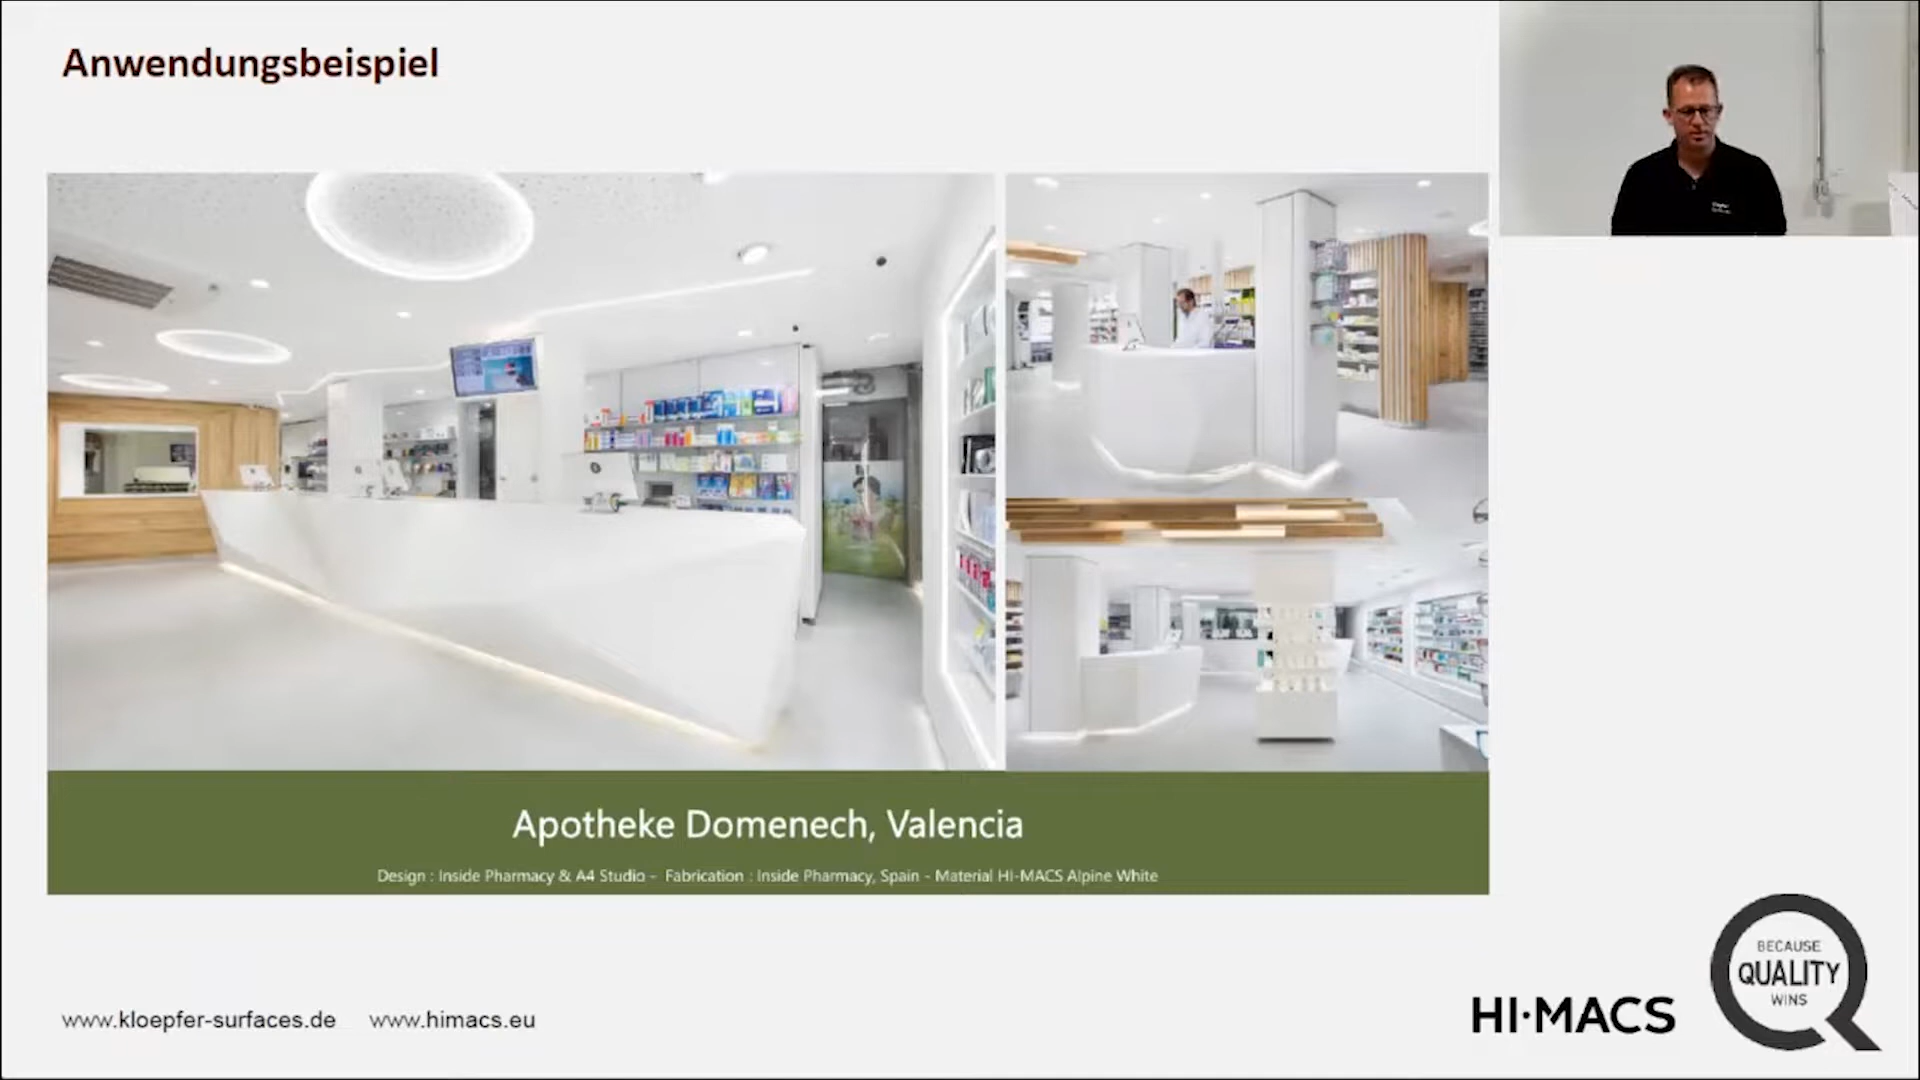 Anwendungsbeispiel
Apotheke Domenech, Valencia
Design : Inside Pharmacy & A4 Studio - Fabrication : Inside Pharmacy, Spain - Material HI-MACS Alpine White
www.kloepfer-surfaces.de www.himacs.eu
HI·MACS
BECAUSE
QUALITY
WINS